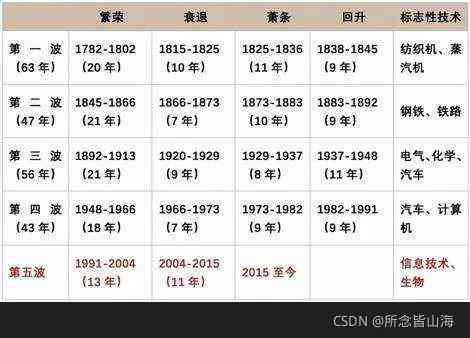 繁荣 衰退 萧条 回升 标志性技术
第一波 1782-1802 1815-1825 1825-1836 1838-1845 纺织机、蒸
(63年) (20年) (10年) (11年) (9年) 汽机
第二波 1845-1866 1866-1873 1873-1883 1883-1892 钢铁、铁路
(47年) (21年) (7年) (10年) (9年)
第三波 1892-1913 1920-1929 1929-1937 1937-1948 电气、化学、
(56年) (21年) (9年) (8年) (11年) 汽车
第四波 1948-1966 1966-1973 1973-1982 1982-1991 汽车、计算
(43年) (18年) (7年) (9年) (9年) 机
第五波 1991-2004 2004-2015 2015至今 信息技术、
(13年) (11年) 生物
CSDN @所念皆山海